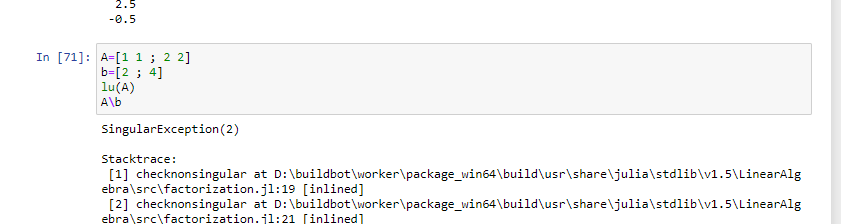 2.5
-0.5
In [71]: A=[1 1 ; 2 2]
b=[2 ; 4]
lu(A)
A\b
SingularException(2)
Stacktrace:
[1] checknonsingular at D:\buildbot\worker\package_win64\build\usr\share\julia\stdlib\v1.5\LinearAlg
ebra\src\factorization.jl:19 [inlined]
[2] checknonsingular at D:\buildbot\worker\package_win64\build\usr\share\julia\stdlib\v1.5\LinearAlg
ebra\src\factorization.jl:21 [inlined]